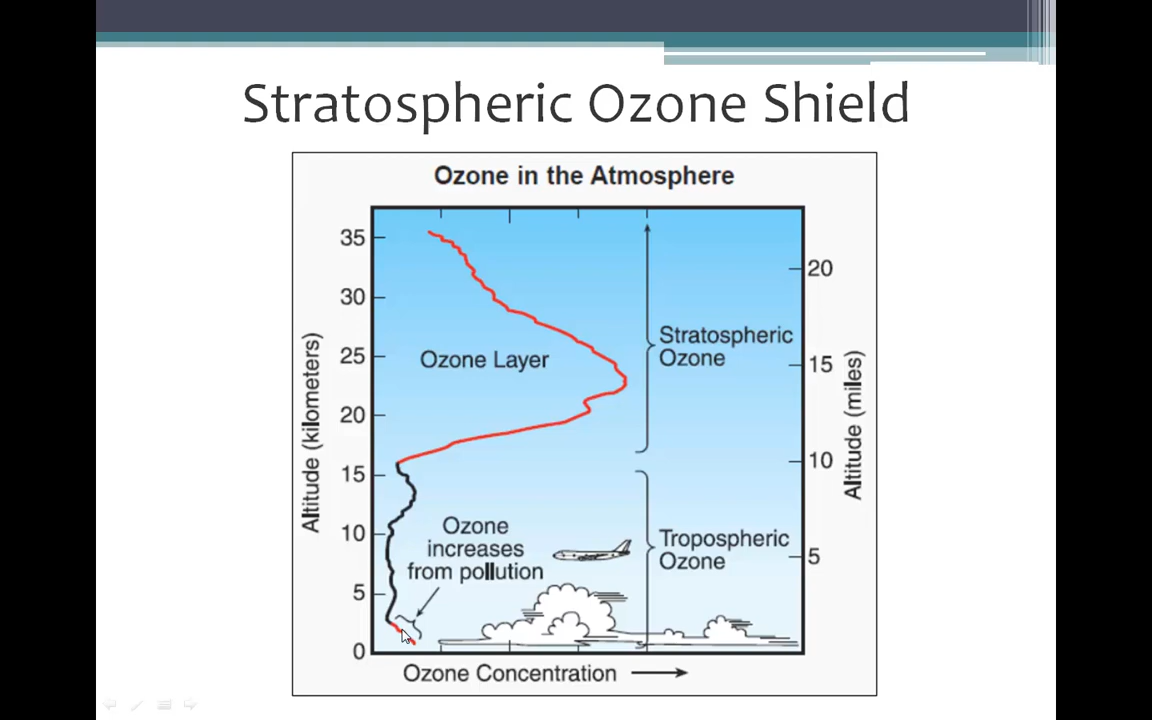 Stratospheric Ozone Shield
Ozone in the Atmosphere
35
30
25
20
15
10
5
0
Altitude (kilometers)
Ozone Layer
Stratospheric
Ozone
Ozone
increases
from pollution
Tropospheric
Ozone
20
15
10
5
Altitude (miles)
Ozone Concentration